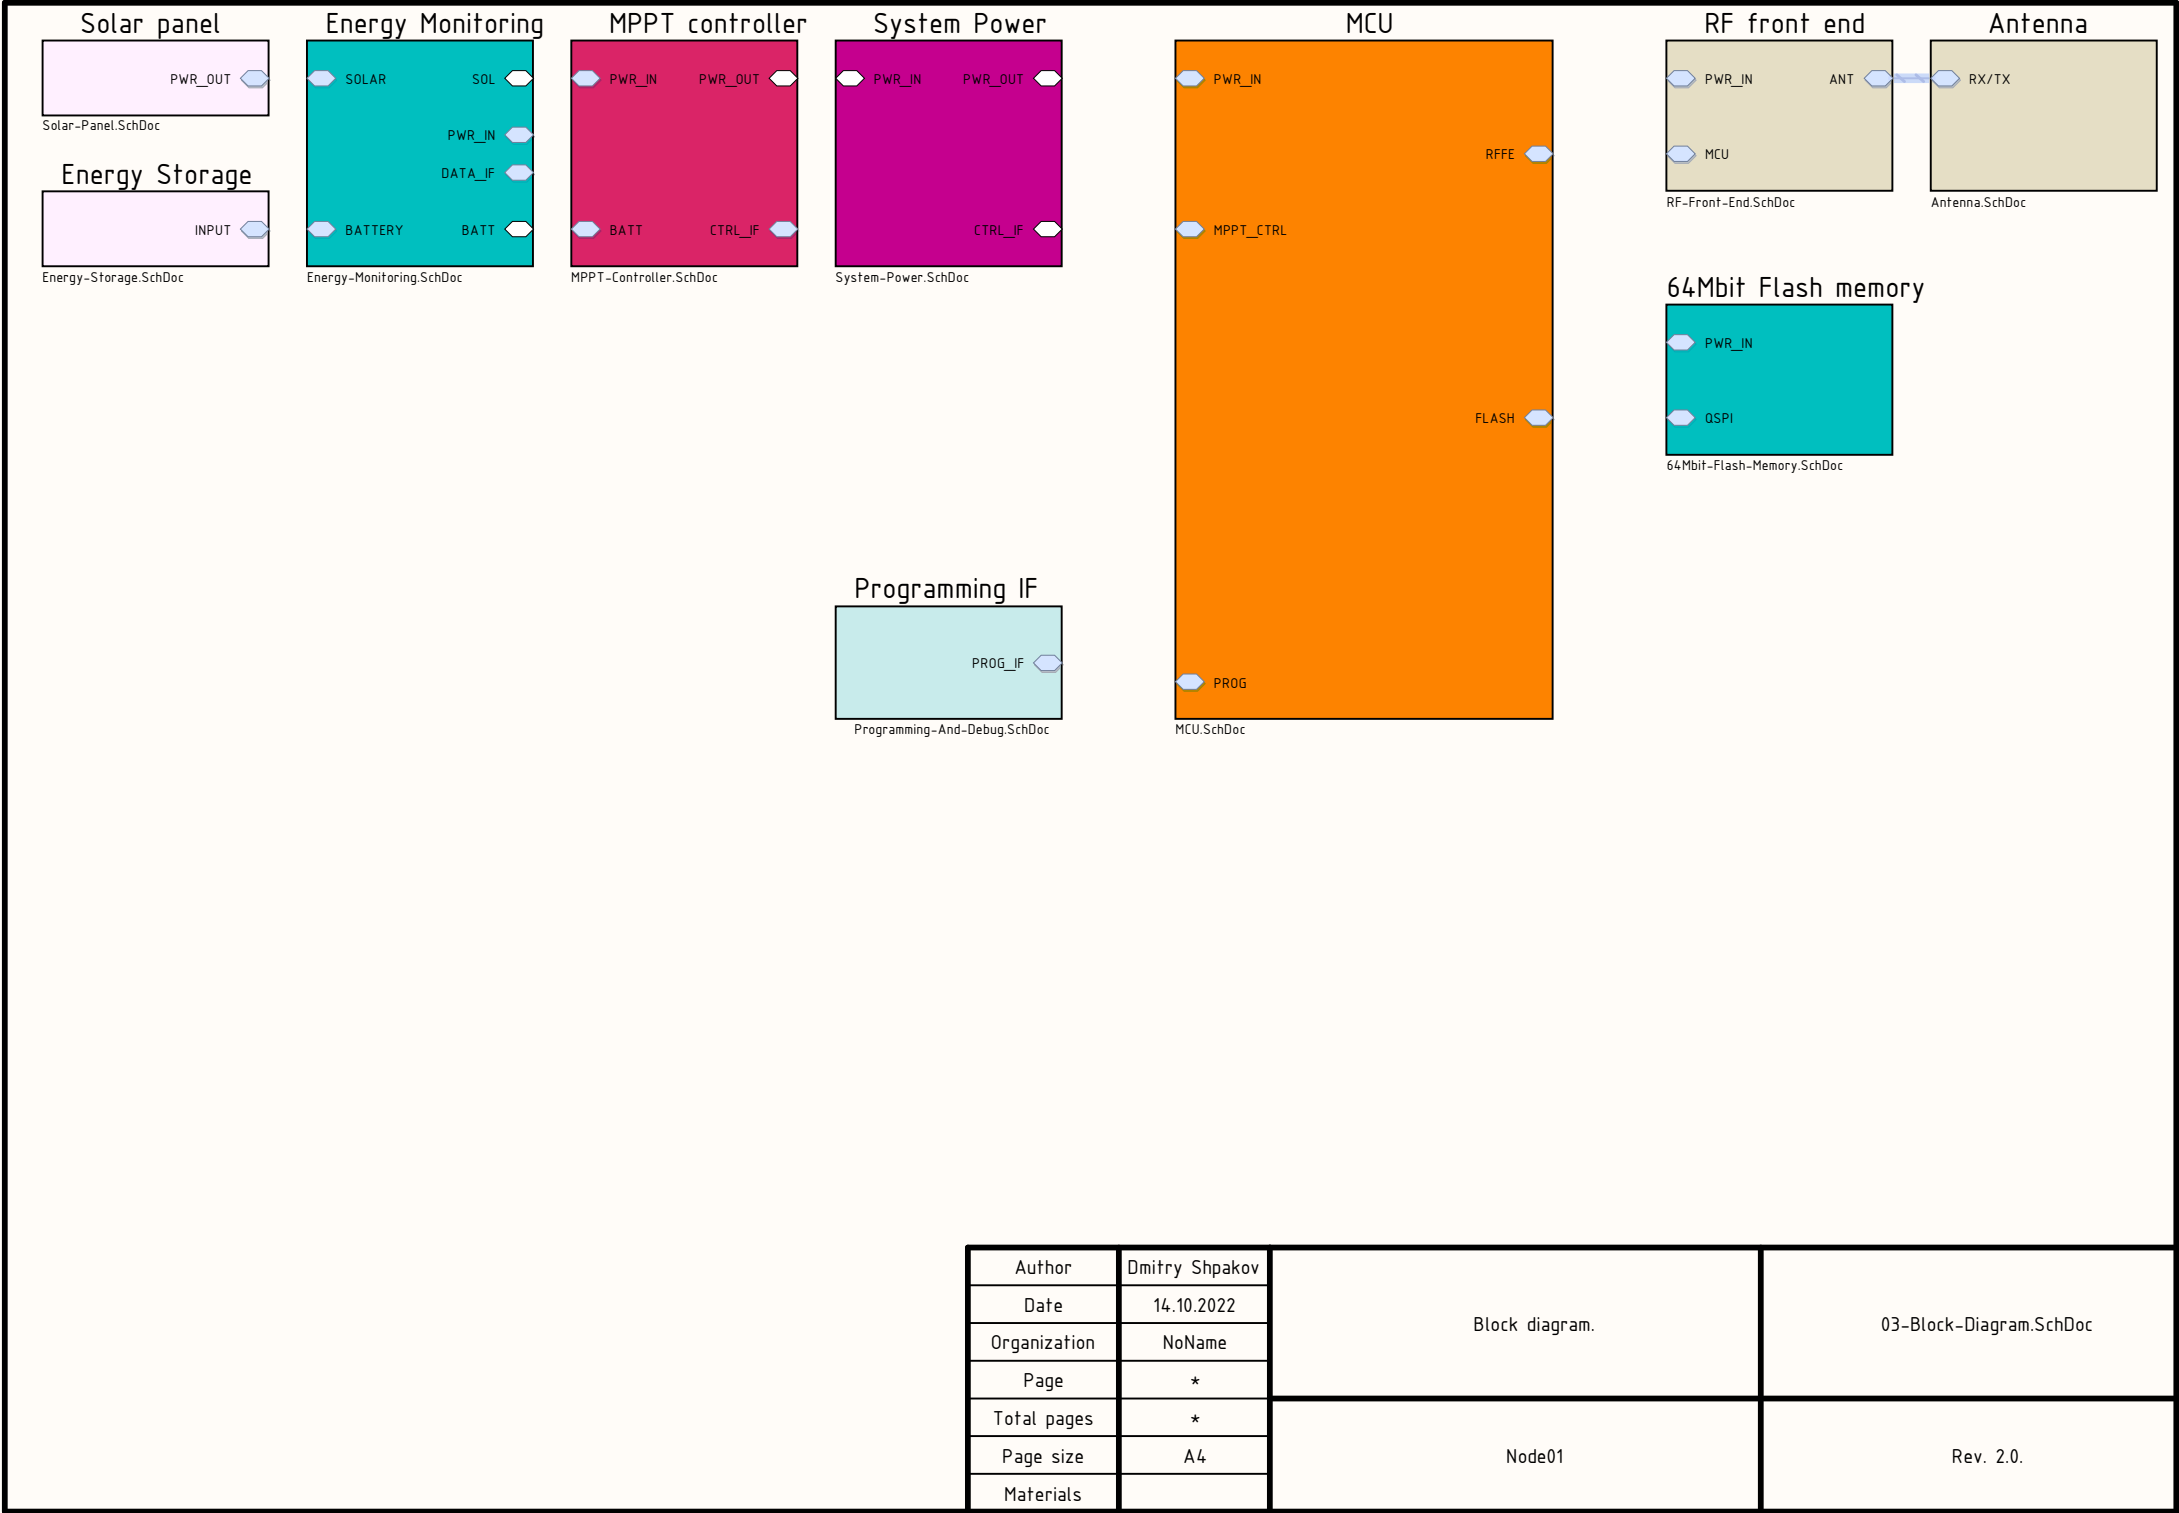 Solar panel
PWR_OUT
Solar-Panel.SchDoc
Energy Storage
INPUT
Energy-Storage.SchDoc
Energy Monitoring
SOLAR
SOL
PWR_IN
DATA_IF
BATTERY
BATT
Energy-Monitoring.SchDoc
MPPT controller
PWR_IN
PWR_OUT
BATT
CTRL_IF
MPPT-Controller.SchDoc
System Power
PWR_IN
PWR_OUT
CTRL_IF
System-Power.SchDoc
Programming IF
PROG_IF
Programming-And-Debug.SchDoc
MCU
PWR_IN
RFFE
MPPT_CTRL
FLASH
PROG
MCU.SchDoc
RF front end
PWR_IN
ANT
MCU
RF-Front-End.SchDoc
Antenna
RX/TX
Antenna.SchDoc
64Mbit Flash memory
PWR_IN
QSPI
64Mbit-Flash-Memory.SchDoc
Author
Dmitry Shpakov
Date
14.10.2022
Organization
NoName
Page
*
Total pages
*
Page size
A4
Materials
Block diagram.
03-Block-Diagram.SchDoc
Node01
Rev. 2.0.